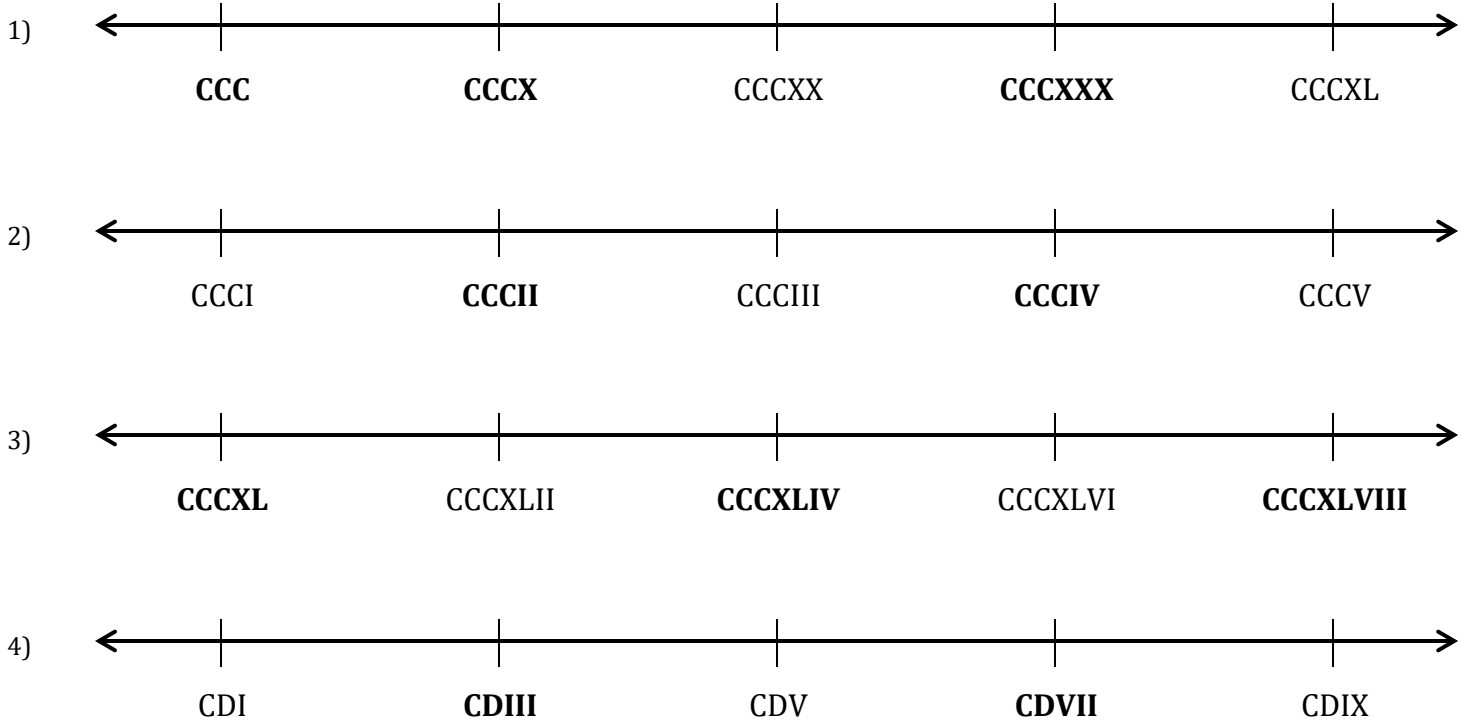 1)
CCC CCCX CCCXX CCCXXX CCCXL
2)
CCCI CCCII CCCIII CCCIV CCCV
3)
CCCXL CCCXLII CCCXLIV CCCXLVI CCCXLVIII
4)
CDI CDIII CDV CDVII CDIX